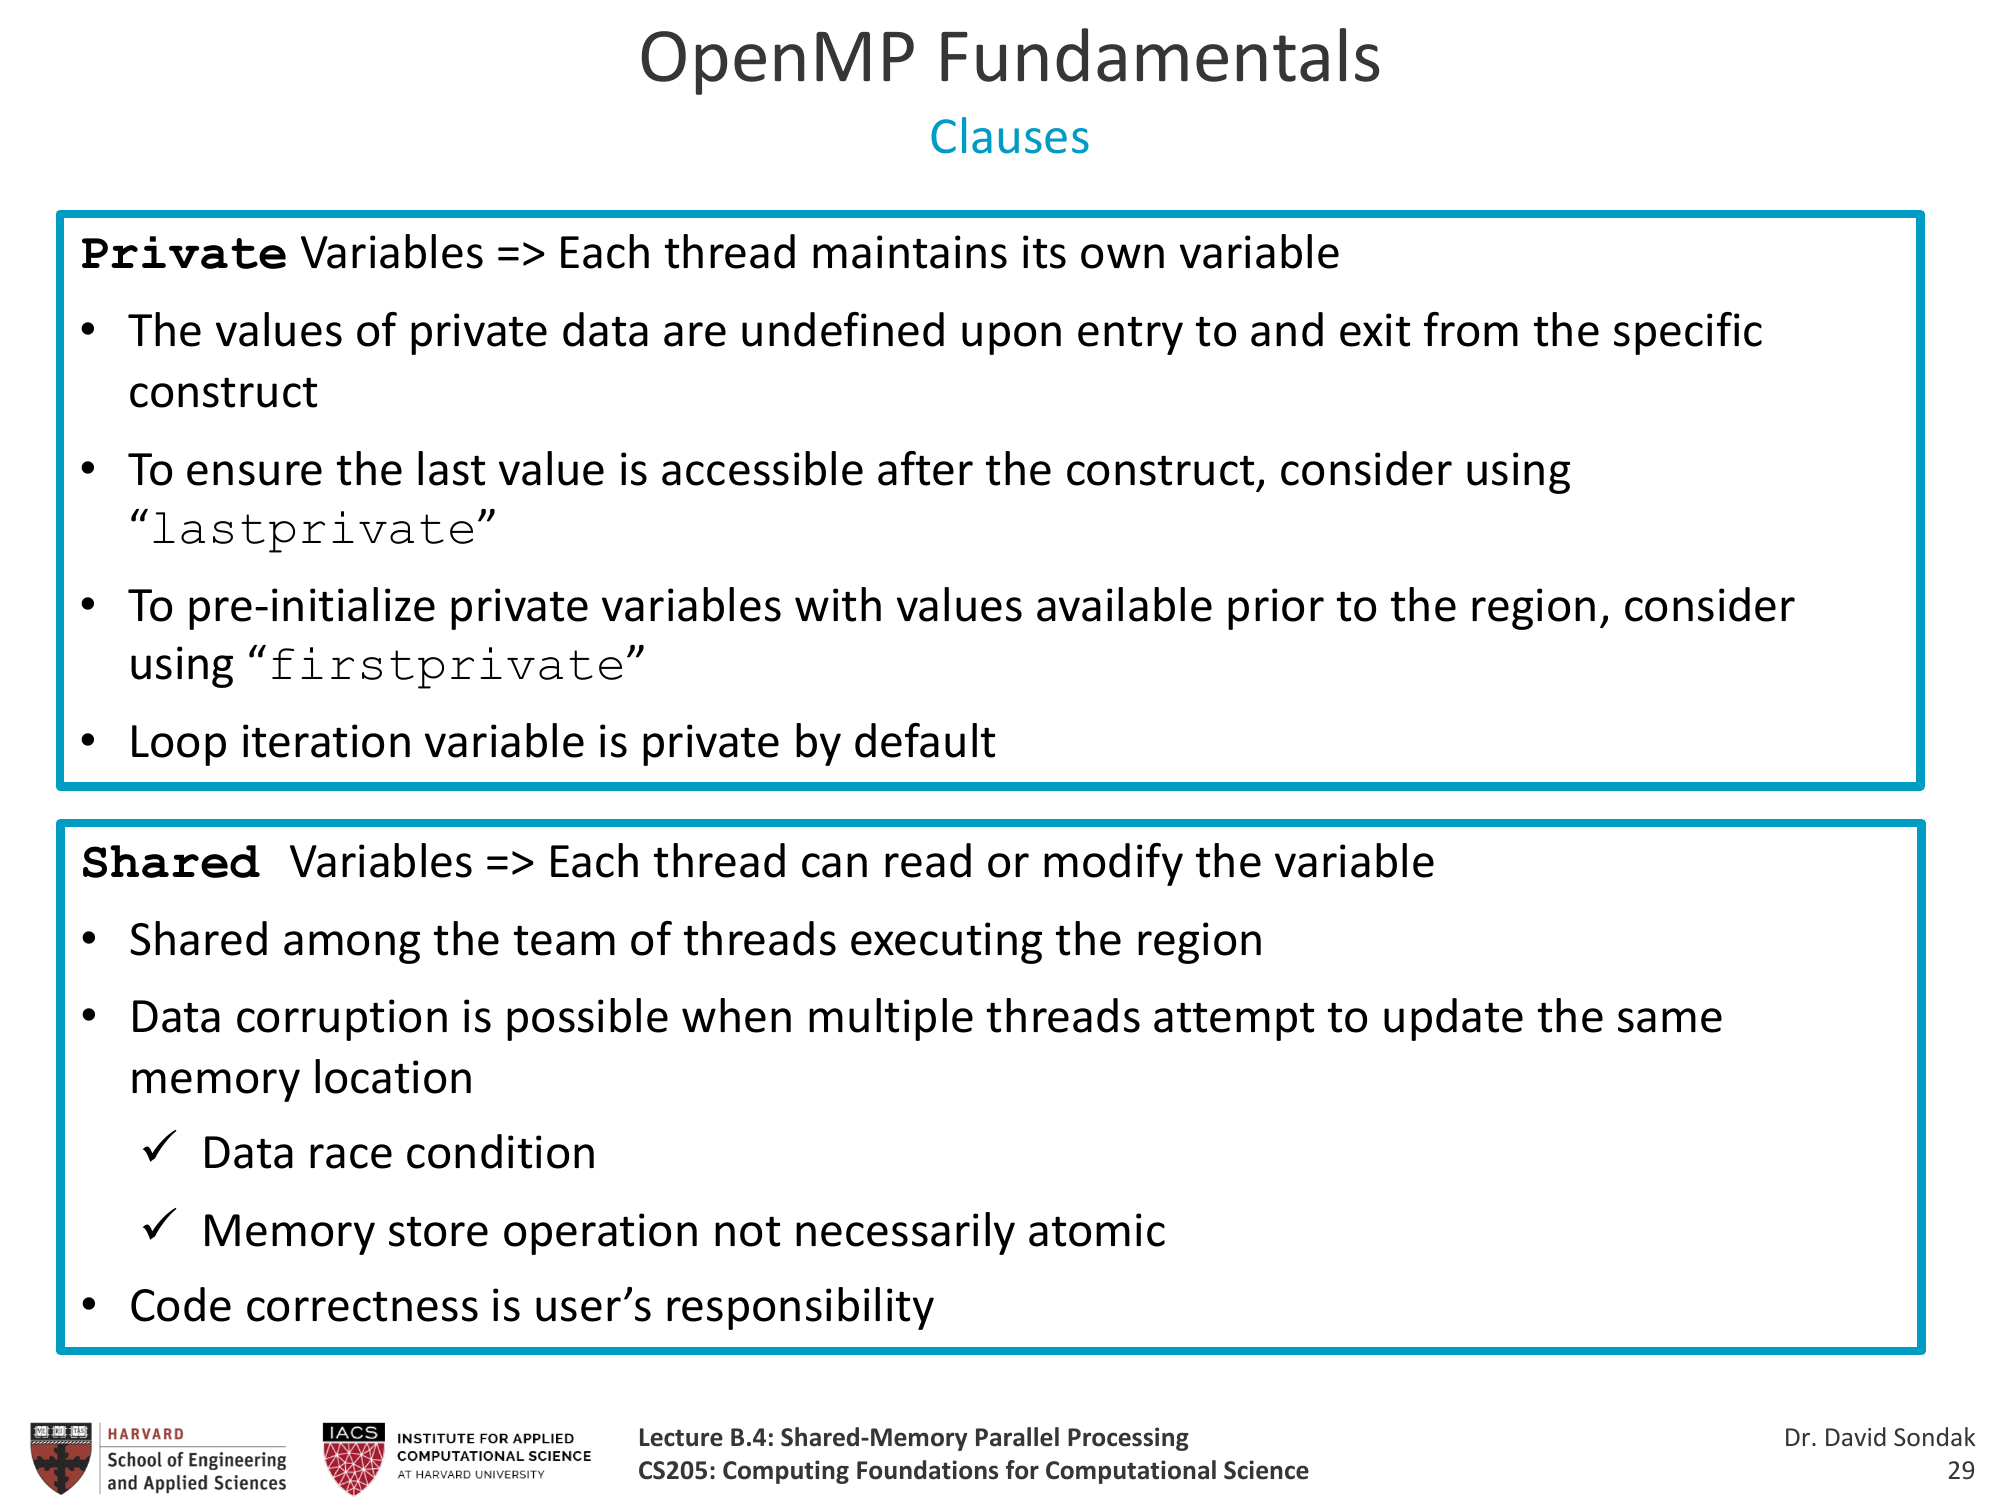 OpenMP Fundamentals
Clauses
Private Variables => Each thread maintains its own variable
• The values of private data are undefined upon entry to and exit from the specific
construct
• To ensure the last value is accessible after the construct, consider using
“lastprivate”
• To pre-initialize private variables with values available prior to the region, consider
using “firstprivate”
• Loop iteration variable is private by default
Shared Variables => Each thread can read or modify the variable
• Shared among the team of threads executing the region
• Data corruption is possible when multiple threads attempt to update the same
memory location
✓ Data race condition
✓ Memory store operation not necessarily atomic
• Code correctness is user’s responsibility
HARVARD
School of Engineering
and Applied Sciences
IACS
INSTITUTE FOR APPLIED
COMPUTATIONAL SCIENCE
AT HARVARD UNIVERSITY
Lecture B.4: Shared-Memory Parallel Processing
CS205: Computing Foundations for Computational Science
Dr. David Sondak
29